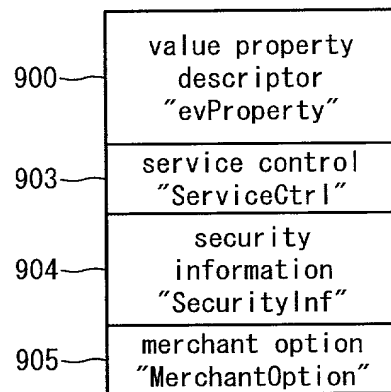 900
value property
descriptor
"evProperty"
903
service control
"ServiceCtrl"
904
security
information
"SecurityInf"
905
merchant option
"MerchantOption"